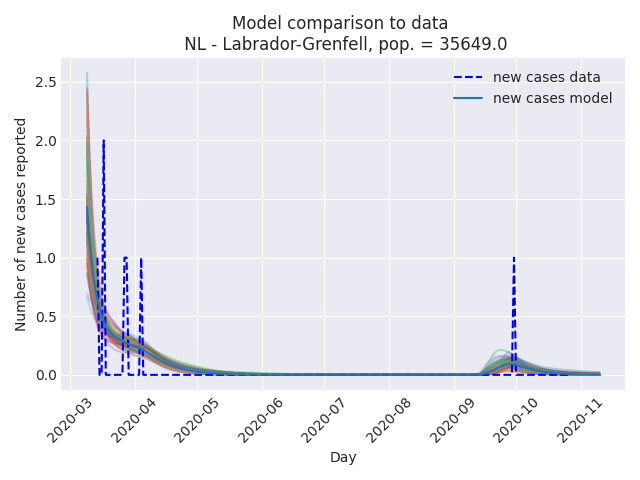 Model comparison to data
NL - Labrador-Grenfell, pop. = 35649.0
new cases data
new cases model
Number of new cases reported
2.5
2.0
1.5
1.0
0.5
0.0
2020-03
2020-04
2020-05
2020-06
2020-07
2020-08
2020-09
2020-10
2020-11
Day